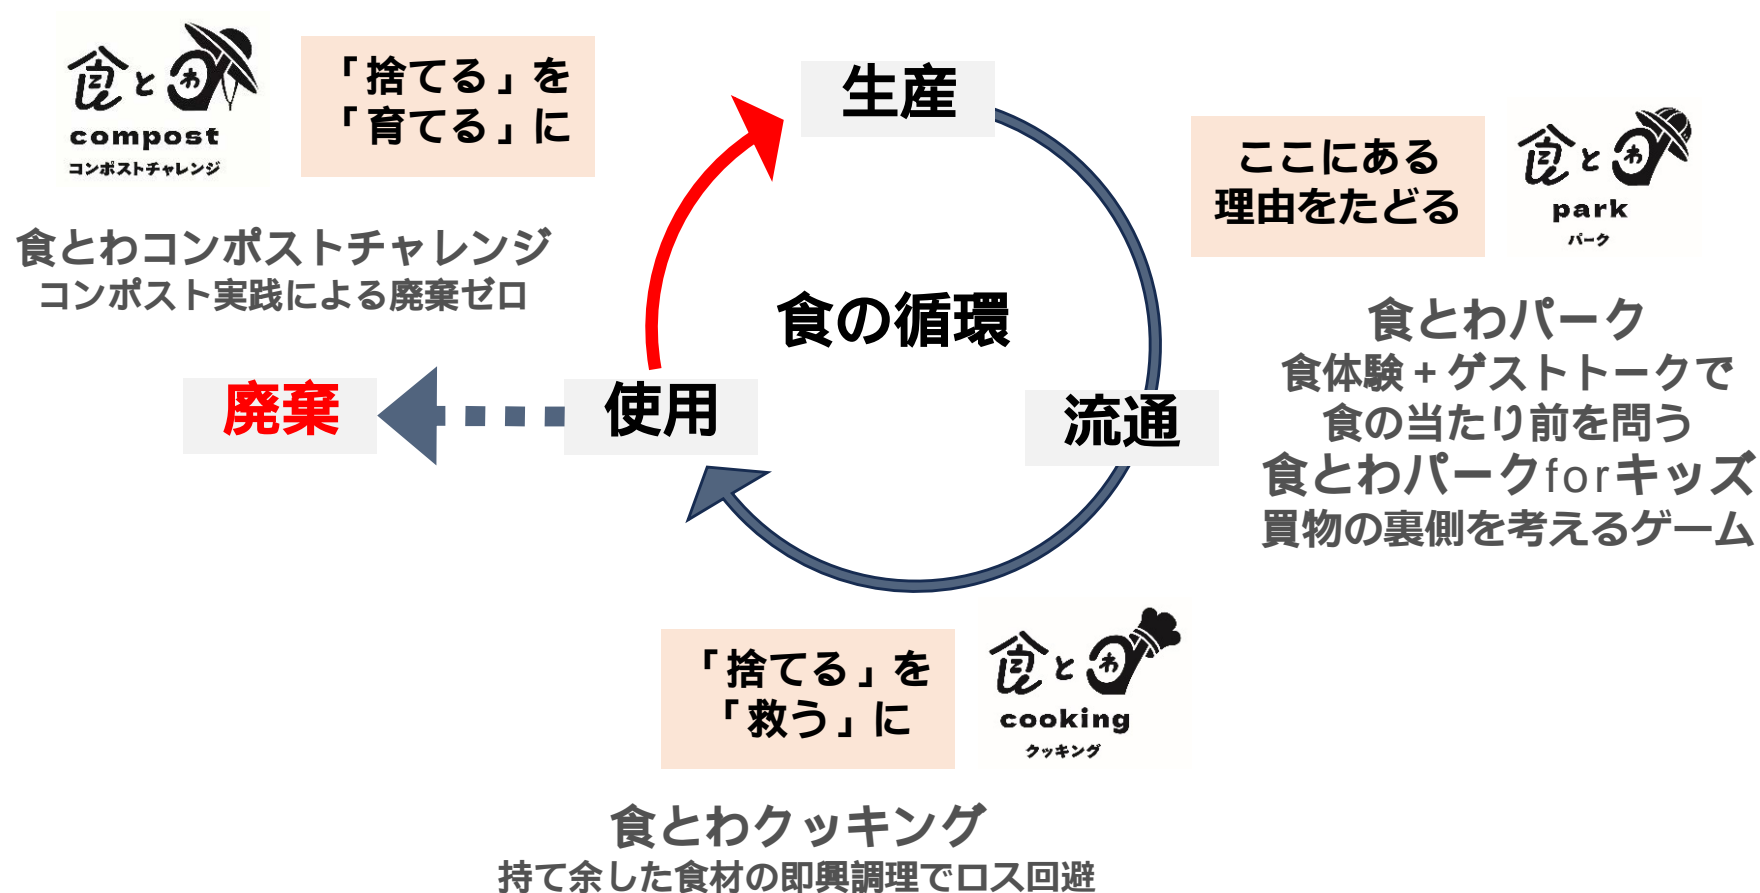 食とわ
compost
コンポストチャレンジ
「捨てる」を
「育てる」に
食とわコンポストチャレンジ
コンポスト実践による廃棄ゼロ
生産
ここにある
理由をたどる
食とわ
park
パーク
食とわパーク
食体験+ゲストトークで
食の当たり前を問う
食とわパークforキッズ
買物の裏側を考えるゲーム
食の循環
廃棄
使用
流通
「捨てる」を
「救う」に
食とわ
cooking
クッキング
食とわクッキング
持て余した食材の即興調理でロス回避